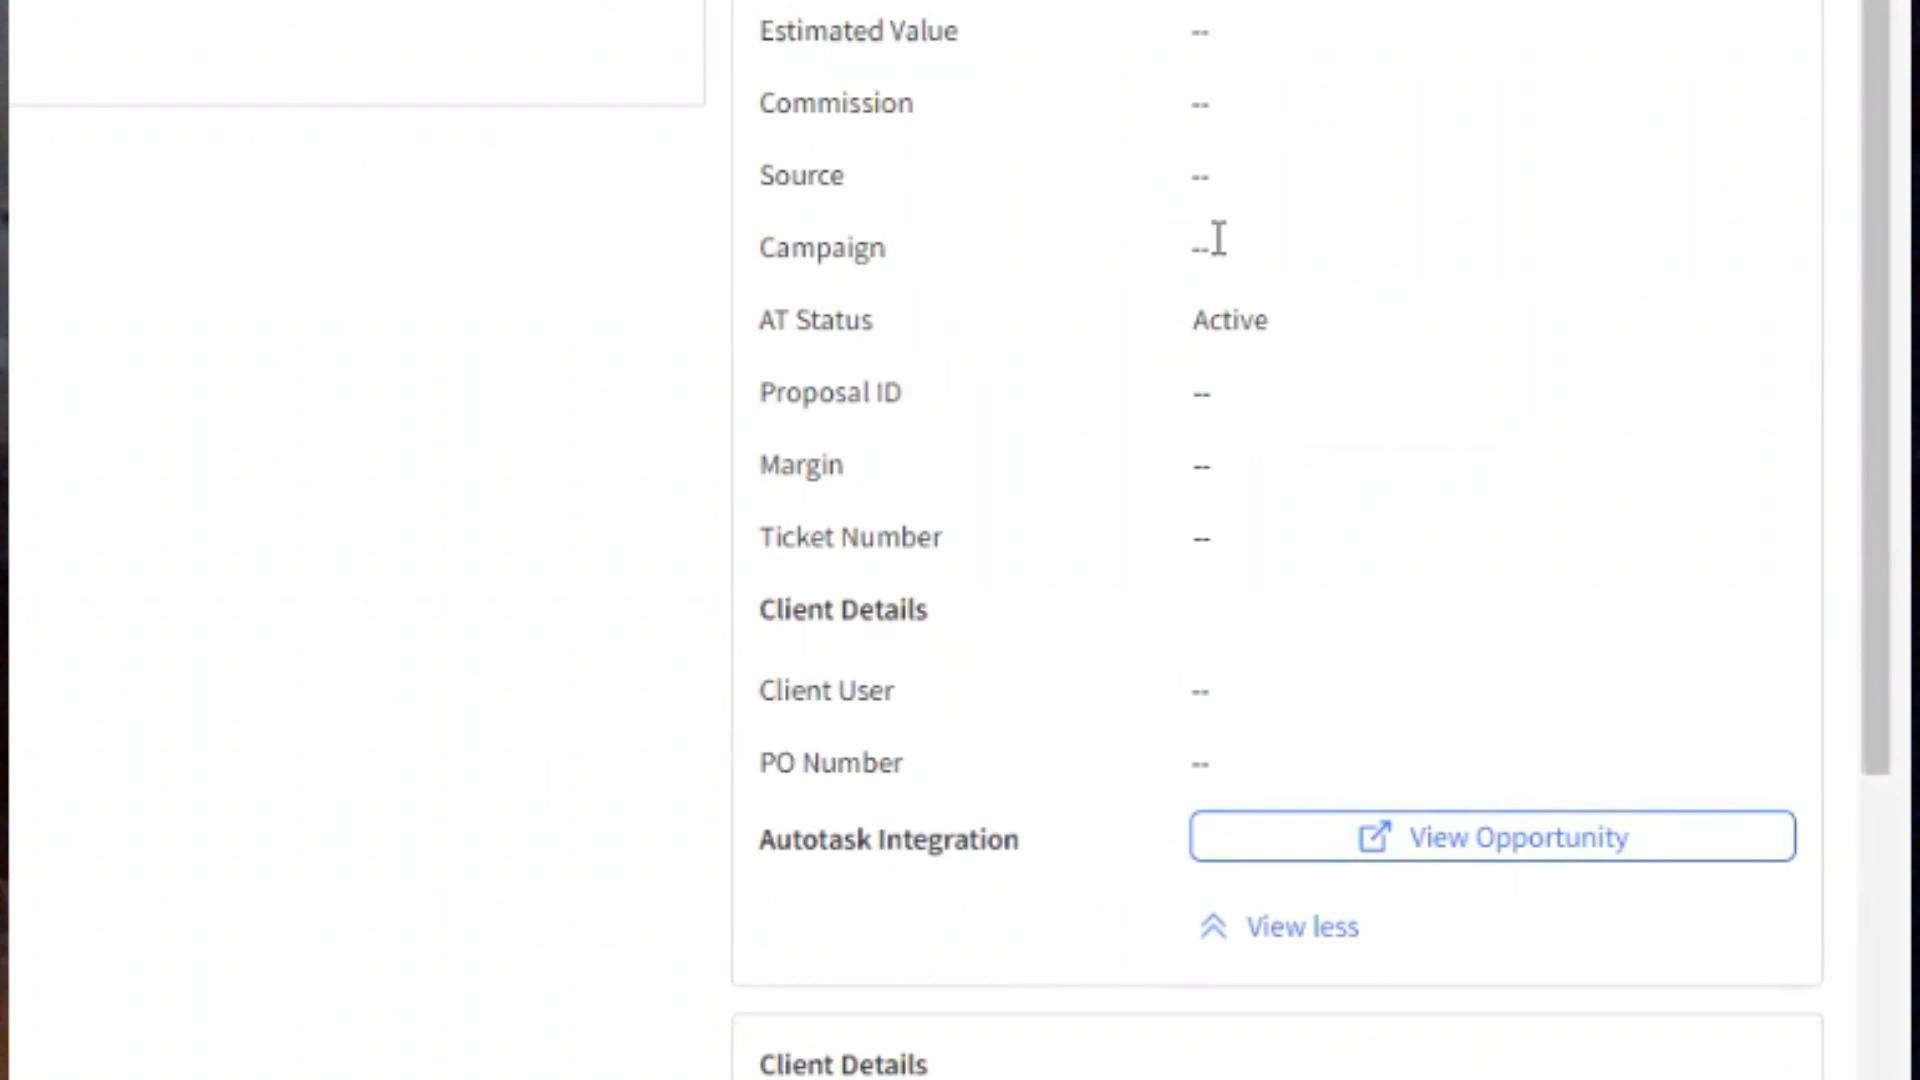 Estimated Value --
Commission --
Source --
Campaign --
AT Status Active
Proposal ID --
Margin --
Ticket Number --
Client Details
Client User --
PO Number --
Autotask Integration View Opportunity
View less
Client Details